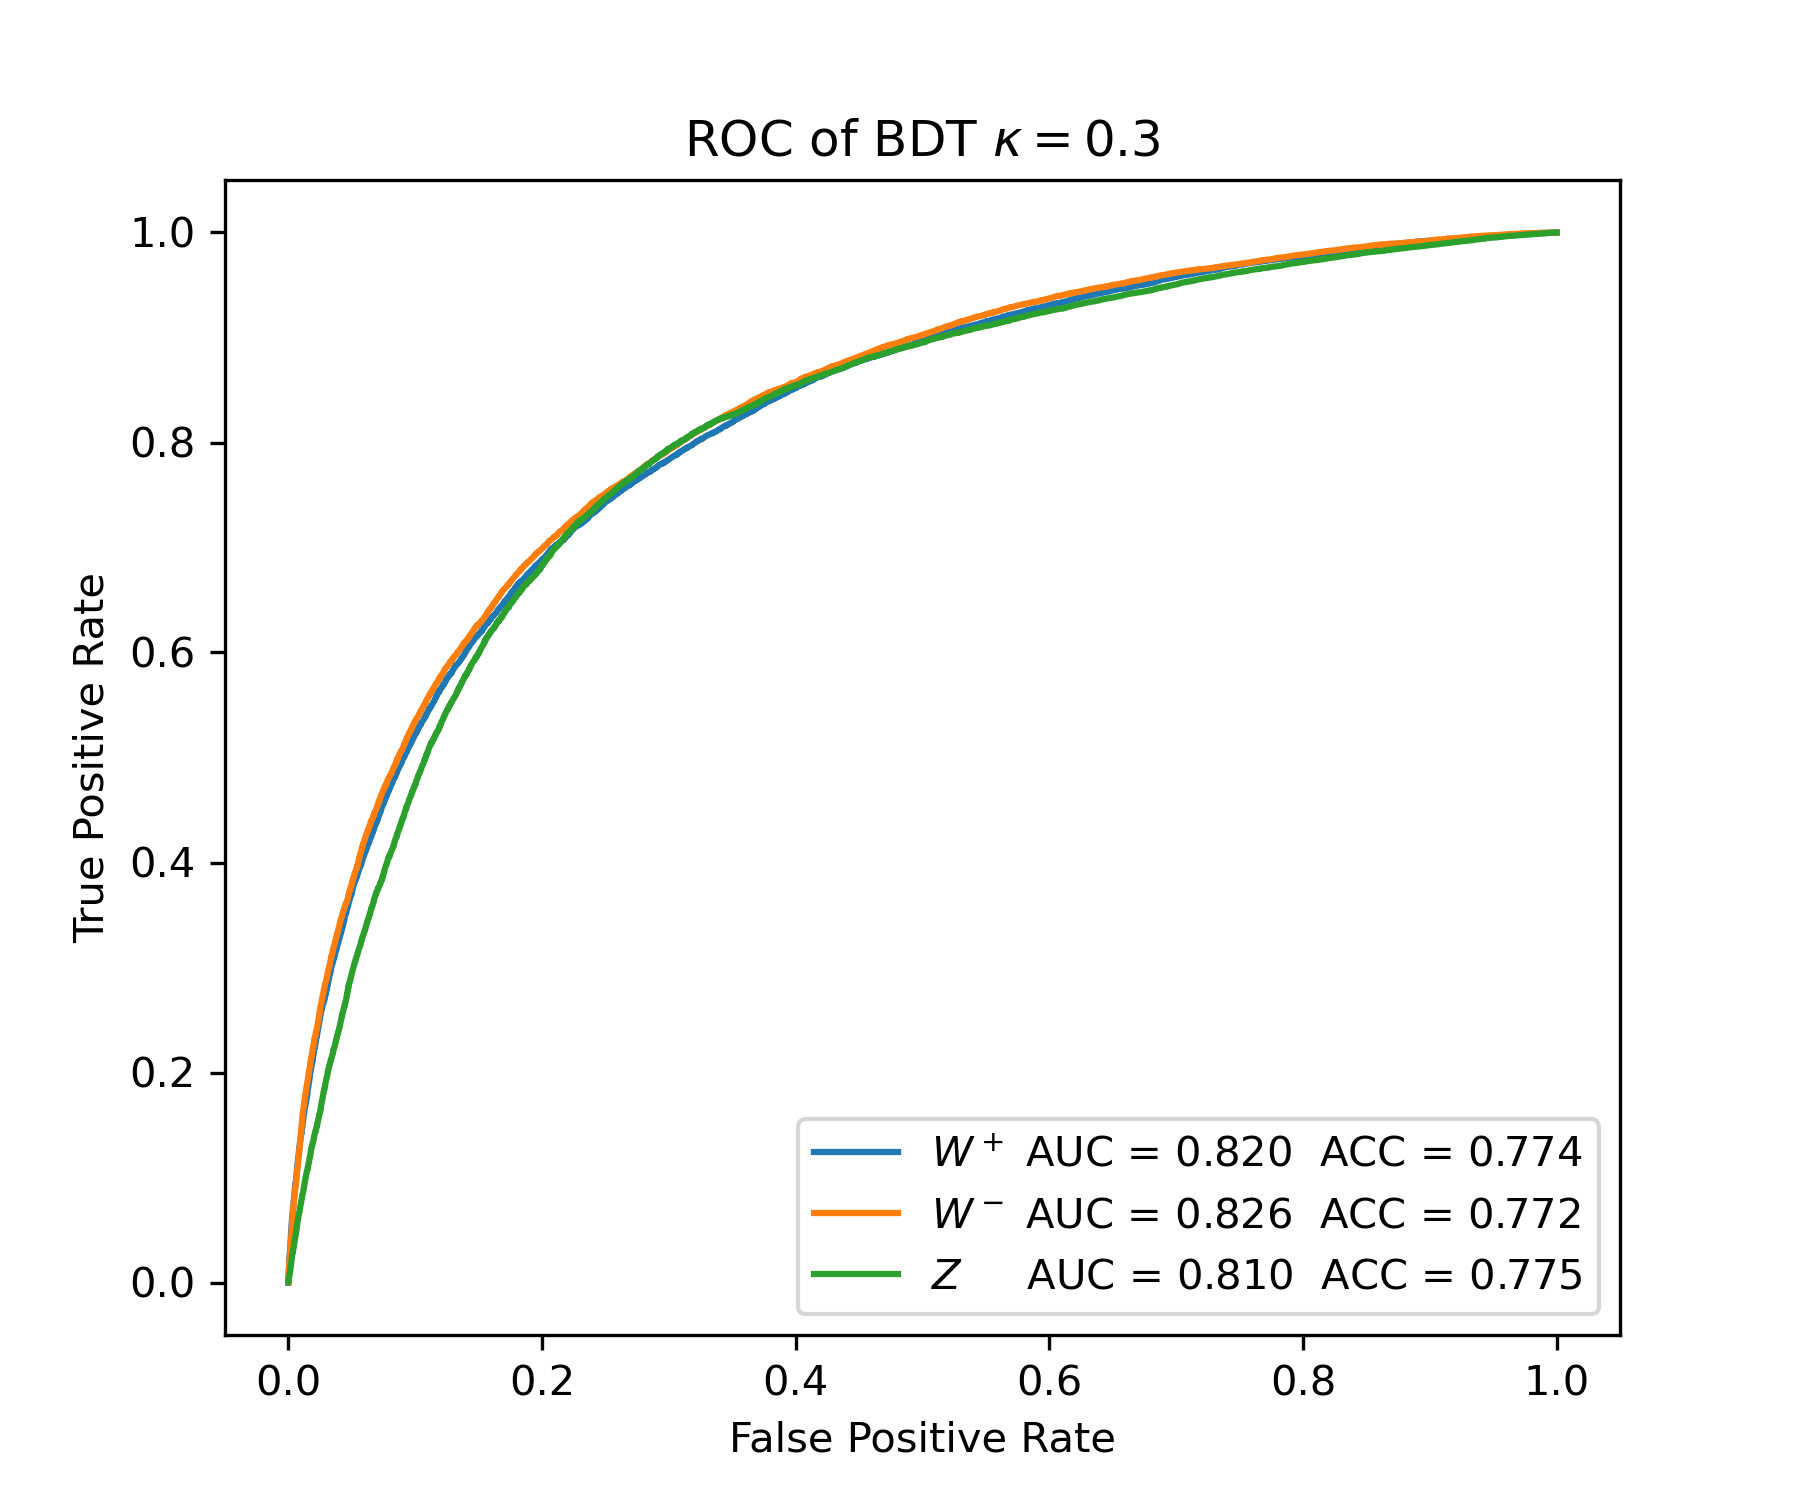 ROC of BDT κ = 0.3
1.0
0.8
0.6
0.4
0.2
0.0
True Positive Rate
W⁺ AUC = 0.820 ACC = 0.774
W⁻ AUC = 0.826 ACC = 0.772
Z AUC = 0.810 ACC = 0.775
0.0 0.2 0.4 0.6 0.8 1.0
False Positive Rate